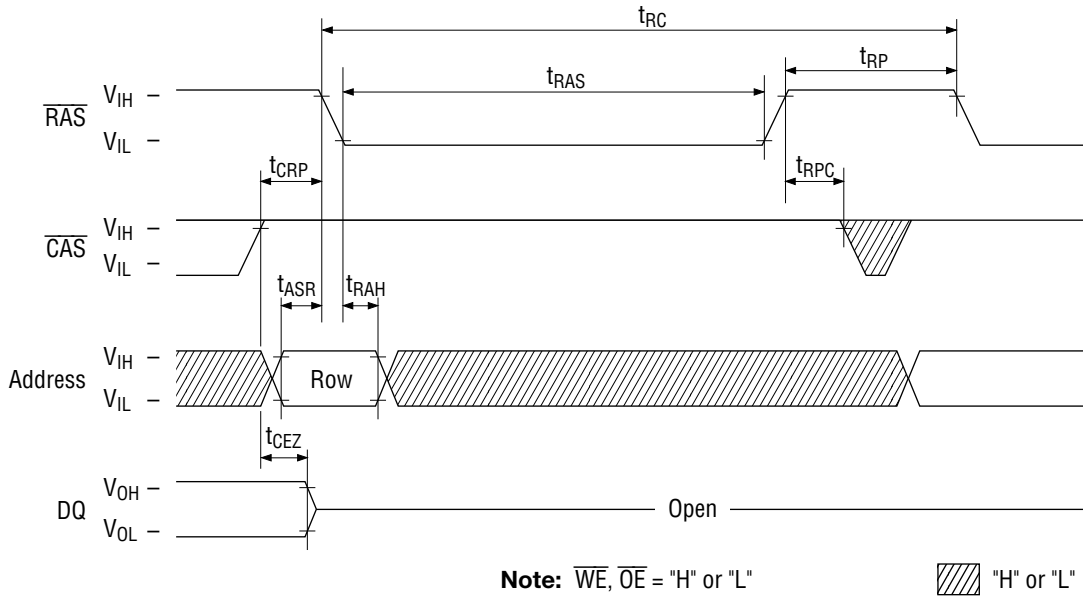 tRC
tRP
tRAS
RAS
VIH
VIL
tCRP
tRPC
CAS
VIH
VIL
tASR
tRAH
Address
VIH
VIL
Row
tCEZ
DQ
VOH
VOL
Open
Note: WE, OE = "H" or "L"
"H" or "L"